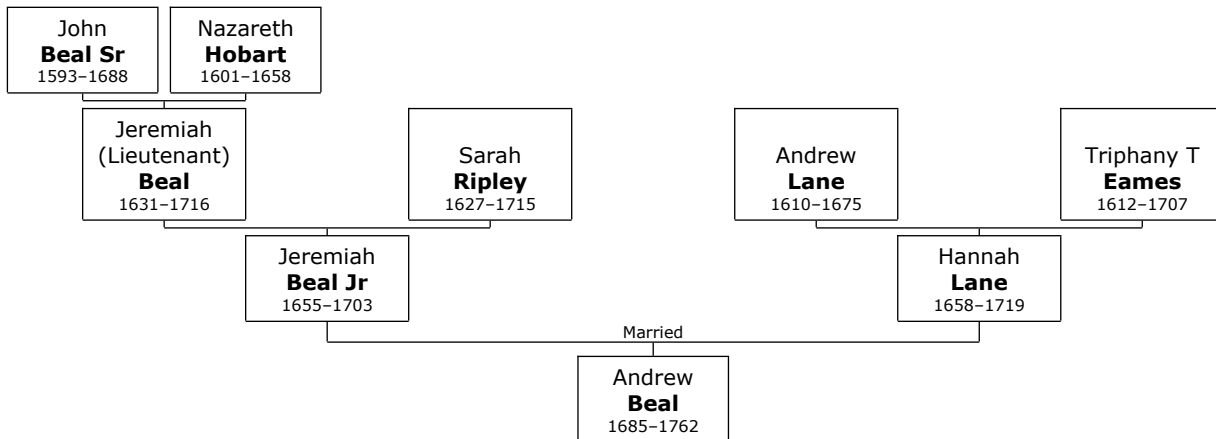 John
Beal Sr
1593–1688
Nazareth
Hobart
1601–1658
Jeremiah
(Lieutenant)
Beal
1631–1716
Sarah
Ripley
1627–1715
Andrew
Lane
1610–1675
Triphany T
Eames
1612–1707
Jeremiah
Beal Jr
1655–1703
Hannah
Lane
1658–1719
Married
Andrew
Beal
1685–1762